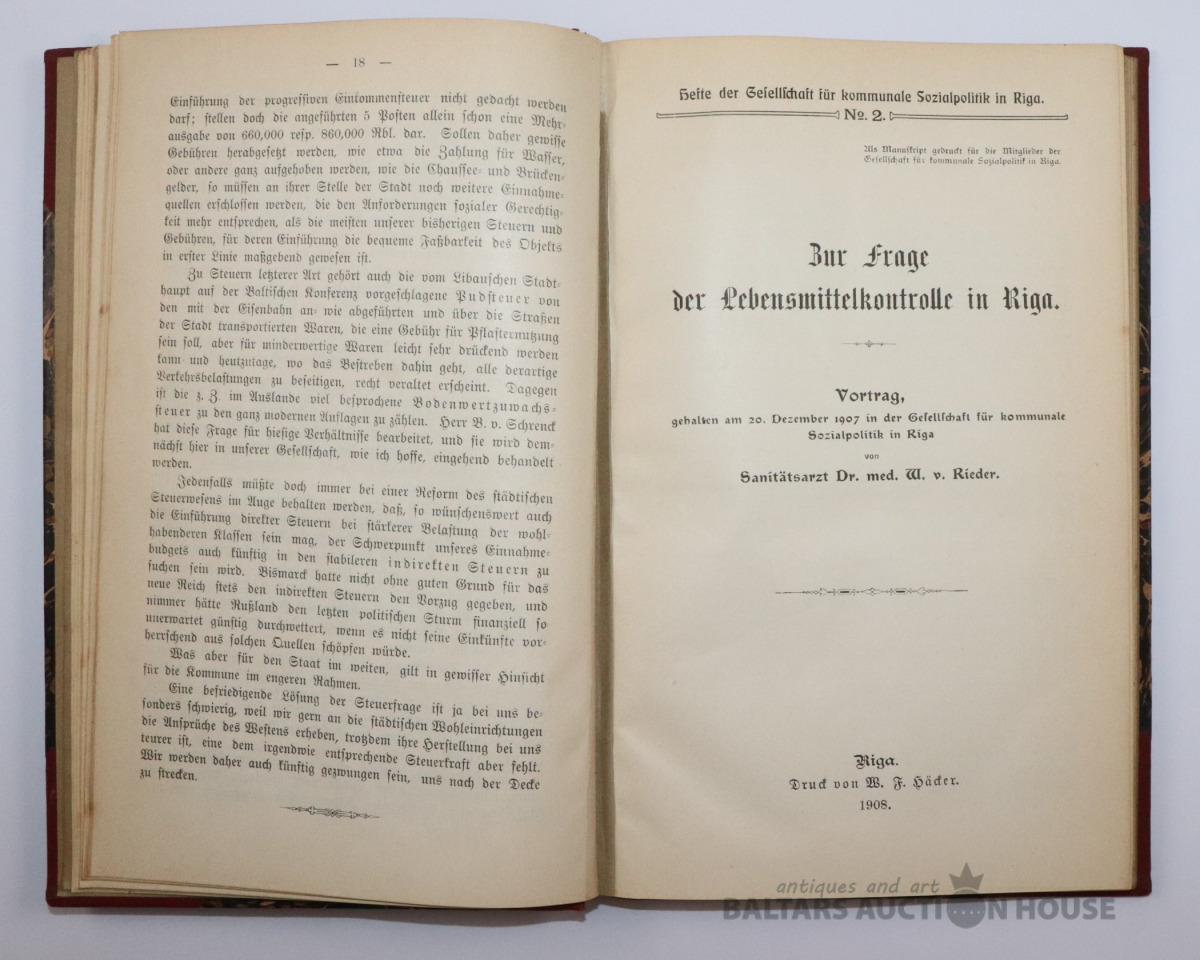 — 18 —
Einführung der progressiven Einkommensteuer nicht gedacht werden
darf; stellen doch die angeführten 5 Posten allein schon eine Mehr-
ausgabe von 660,000 resp. 860,000 Rbl. dar. Sollen daher gewisse
Gebühren herabgesetzt werden, wie etwa die Zahlung für Wasser,
oder andere ganz aufgehoben werden, wie die Chaussee- und Brücken-
gelder, so müssen an ihrer Stelle der Stadt noch weitere Einnahme-
quellen erschlossen werden, die den Anforderungen sozialer Gerechtig-
keit mehr entsprechen, als die meisten unserer bisherigen Steuern und
Gebühren, für deren Einführung die bequeme Faßbarkeit des Objekts
in erster Linie maßgebend gewesen ist.
Zu Steuern letzterer Art gehört auch die vom Libauschen Stadt-
haupt auf der Baltischen Konferenz vorgeschlagene Pudsteuer von
den mit der Eisenbahn an- wie abgeführten und über die Straßen
der Stadt transportierten Waren, die eine Gebühr für Pflasternutzung
sein soll, aber für minderwertige Waren leicht sehr drückend werden
kann und heutzutage, wo das Bestreben dahin geht, alle derartige
Verkehrsbelastungen zu beseitigen, recht veraltet erscheint. Dagegen
ist die z. Z. im Auslande viel besprochene Bodenwertzuwachs-
steuer zu den ganz modernen Auflagen zu zählen. Herr B. v. Schrenck
hat diese Frage für hiesige Verhältnisse bearbeitet, und sie wird dem-
nächst hier in unserer Gesellschaft, wie ich hoffe, eingehend behandelt
werden.
Jedenfalls müßte doch immer bei einer Reform des städtischen
Steuerwesens im Auge behalten werden, daß, so wünschenswert auch
die Einführung direkter Steuern bei stärkerer Belastung der wohl-
habenderen Klassen sein mag, der Schwerpunkt unseres Einnahme-
budgets auch künftig in den stabileren indirekten Steuern zu
suchen sein wird. Bismarck hatte nicht ohne guten Grund für das
neue Reich stets den indirekten Steuern den Vorzug gegeben, und
nimmer hätte Rußland den letzten politischen Sturm finanziell so
unerwartet günstig durchwettert, wenn es nicht seine Einkünfte vor-
herrschend aus solchen Quellen schöpfen würde.
Was aber für den Staat im weiten, gilt in gewisser Hinsicht
für die Kommune im engeren Rahmen.
Eine befriedigende Lösung der Steuerfrage ist ja bei uns be-
sonders schwierig, weil wir gern an die städtischen Wohleinrichtungen
die Ansprüche des Westens erheben, trotzdem ihre Herstellung bei uns
teurer ist, eine dem irgendwie entsprechende Steuerkraft aber fehlt.
Wir werden daher auch künftig gezwungen sein, uns nach der Decke
zu strecken.
Hefte der Gesellschaft für kommunale Sozialpolitik in Riga.
No. 2.
Als Manuskript gedruckt für die Mitglieder der
Gesellschaft für kommunale Sozialpolitik in Riga.
Zur Frage
der Lebensmittelkontrolle in Riga.
Vortrag,
gehalten am 20. Dezember 1907 in der Gesellschaft für kommunale
Sozialpolitik in Riga
von
Sanitätsarzt Dr. med. W. v. Rieder.
Riga.
Druck von W. F. Häcker.
1908.
antiques and art
BALTARS AUCTION HOUSE